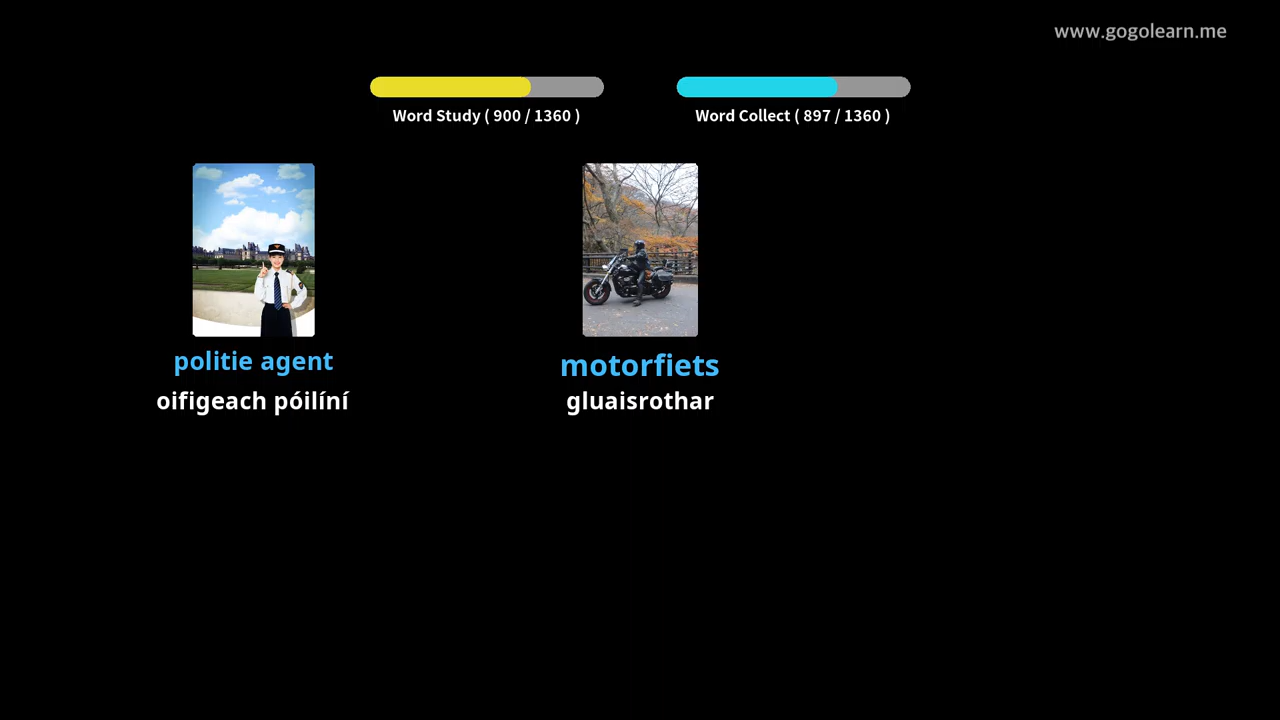 www.gogolearn.me
Word Study ( 900 / 1360 )
Word Collect ( 897 / 1360 )
politie agent
oifigeach póilíní
motorfiets
gluaisrothar